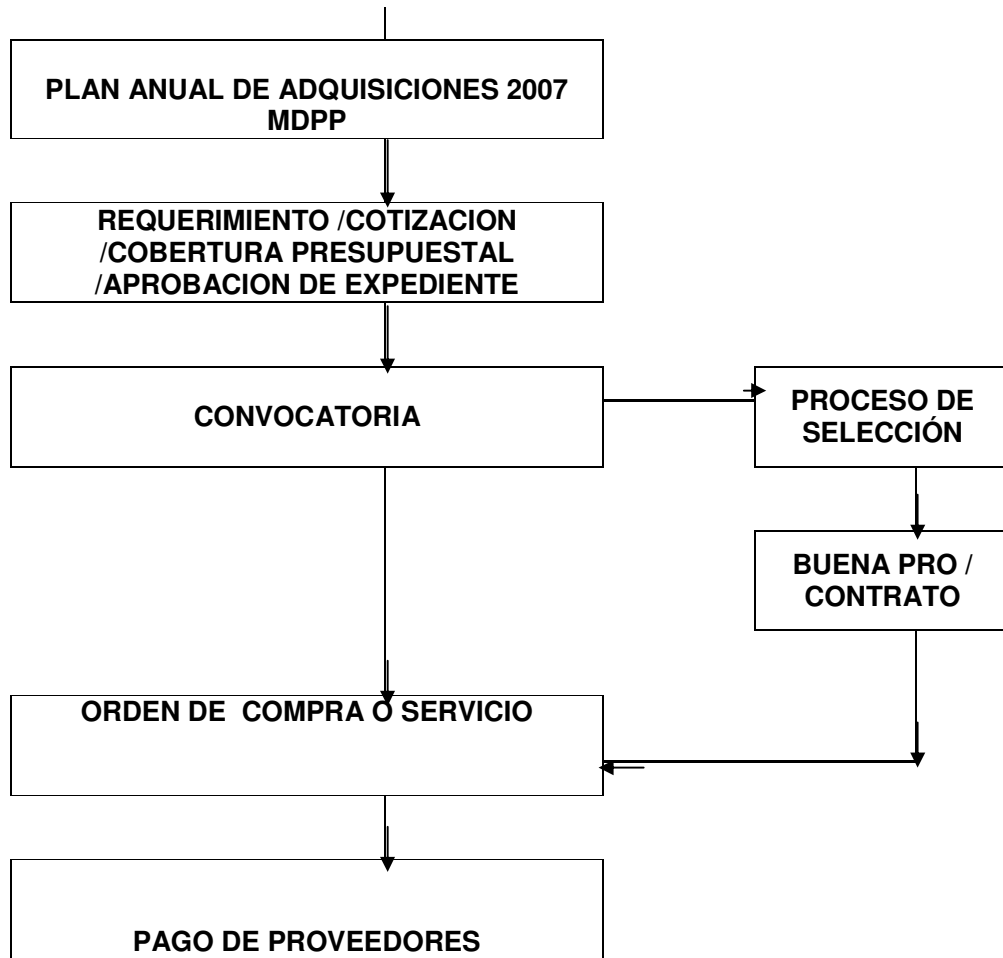 PLAN ANUAL DE ADQUISICIONES 2007
MDPP
REQUERIMIENTO /COTIZACION
/COBERTURA PRESUPUESTAL
/APROBACION DE EXPEDIENTE
CONVOCATORIA
PROCESO DE
SELECCIÓN
BUENA PRO /
CONTRATO
ORDEN DE COMPRA O SERVICIO
PAGO DE PROVEEDORES